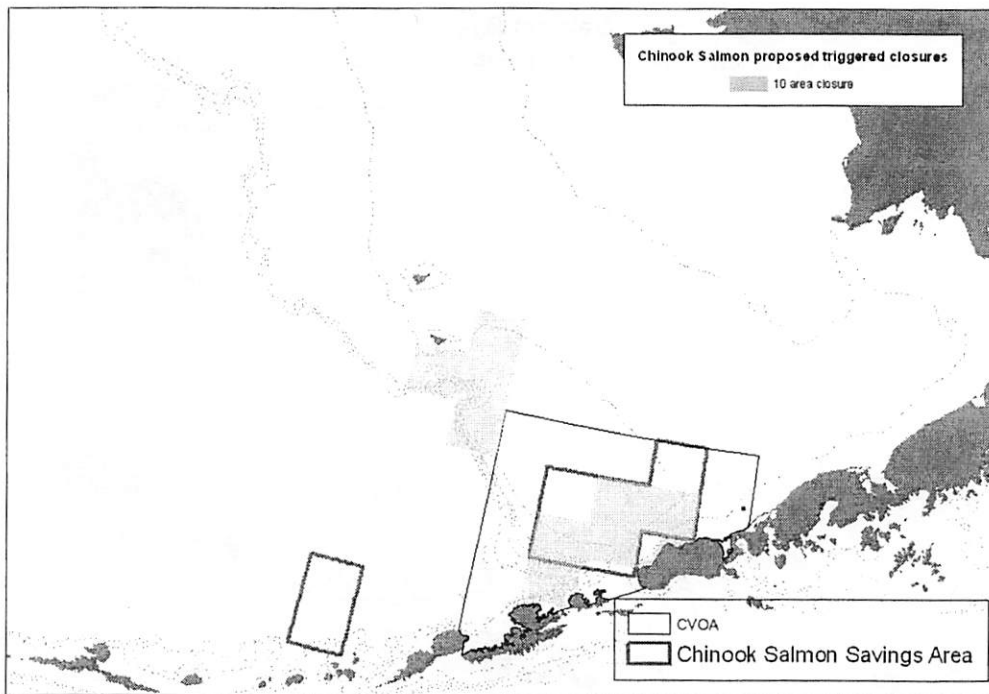 Chinook Salmon proposed triggered closures
10 area closure
CVOA
Chinook Salmon Savings Area